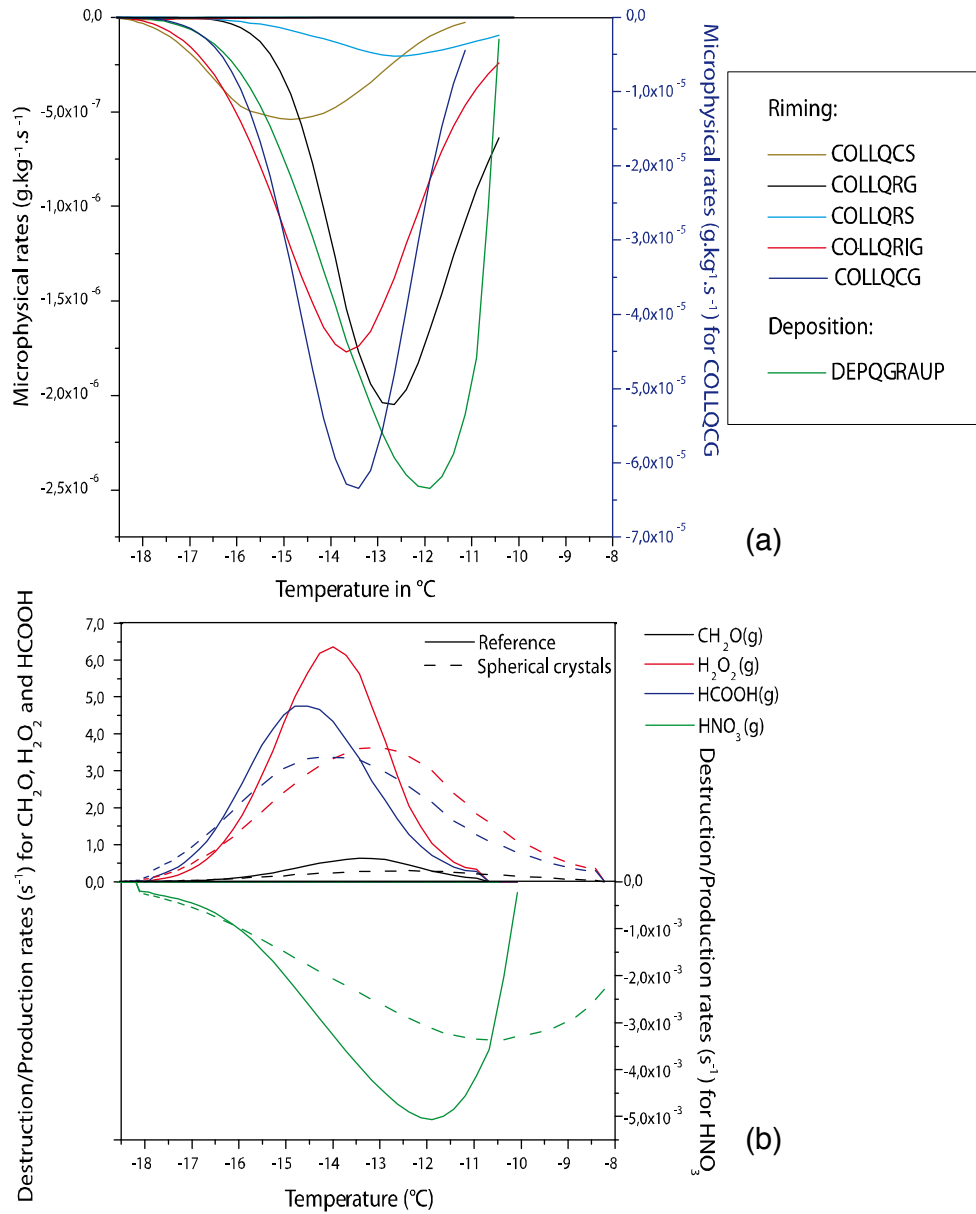 Microphysical rates (g.kg⁻¹.s⁻¹)
0,0
-5,0x10⁻⁷
-1,0x10⁻⁶
-1,5x10⁻⁶
-2,0x10⁻⁶
-2,5x10⁻⁶
-18 -17 -16 -15 -14 -13 -12 -11 -10 -9 -8
Temperature in °C
0,0
-1,0x10⁻⁵
-2,0x10⁻⁵
-3,0x10⁻⁵
-4,0x10⁻⁵
-5,0x10⁻⁵
-6,0x10⁻⁵
-7,0x10⁻⁵
Microphysical rates (g.kg⁻¹.s⁻¹) for COLLQCG
Riming:
COLLQCS
COLLQRG
COLLQRS
COLLQRIG
COLLQCG
Deposition:
DEPQGRAUP
(a)
Destruction/Production rates (s⁻¹) for CH₂O, H₂O₂ and HCOOH
7,0
6,0
5,0
4,0
3,0
2,0
1,0
0,0
Reference
Spherical crystals
CH₂O(g)
H₂O₂(g)
HCOOH(g)
HNO₃(g)
0,0
-1,0x10⁻³
-2,0x10⁻³
-3,0x10⁻³
-4,0x10⁻³
-5,0x10⁻³
Destruction/Production rates (s⁻¹) for HNO₃
-18 -17 -16 -15 -14 -13 -12 -11 -10 -9 -8
Temperature (°C)
(b)